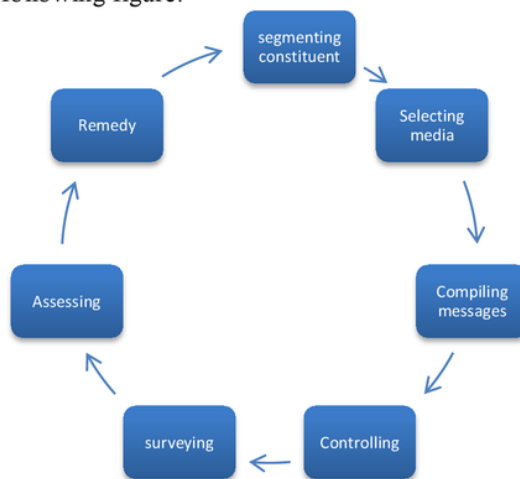 following figure.
segmenting
constituent
Selecting
media
Compiling
messages
Controlling
surveying
Assessing
Remedy